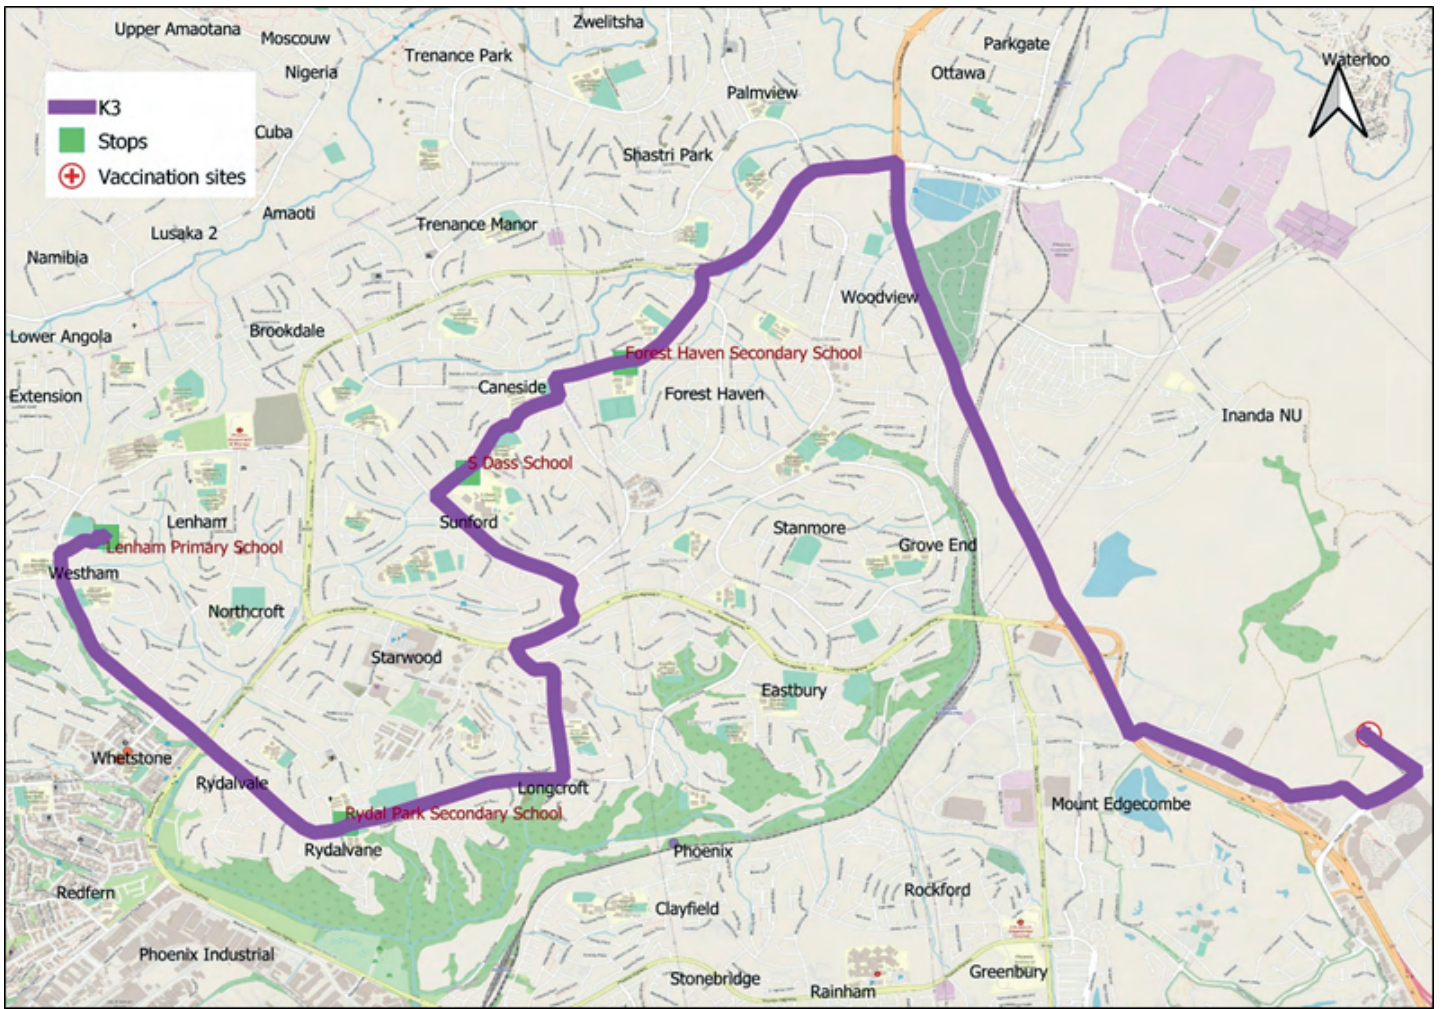 Upper Amaotana
Moscouw
Zwelitsha
Parkgate
Trenance Park
Waterloo
Nigeria
Ottawa
Palmview
K3
Cuba
Stops
Shastri Park
Vaccination sites
Amaoti
Trenance Manor
Lusaka 2
Namibia
Woodview
Brookdale
Lower Angola
Forest Haven Secondary School
Caneside
Forest Haven
Extension
Inanda NU
S Dass School
Lenham
Sunford
Stanmore
Lenham Primary School
Grove End
Westham
Northcroft
Starwood
Eastbury
Whetstone
Rydalvale
Longcroft
Mount Edgecombe
Rydal Park Secondary School
Rydalvane
Phoenix
Redfern
Rockford
Clayfield
Phoenix Industrial
Stonebridge
Greenbury
Rainham